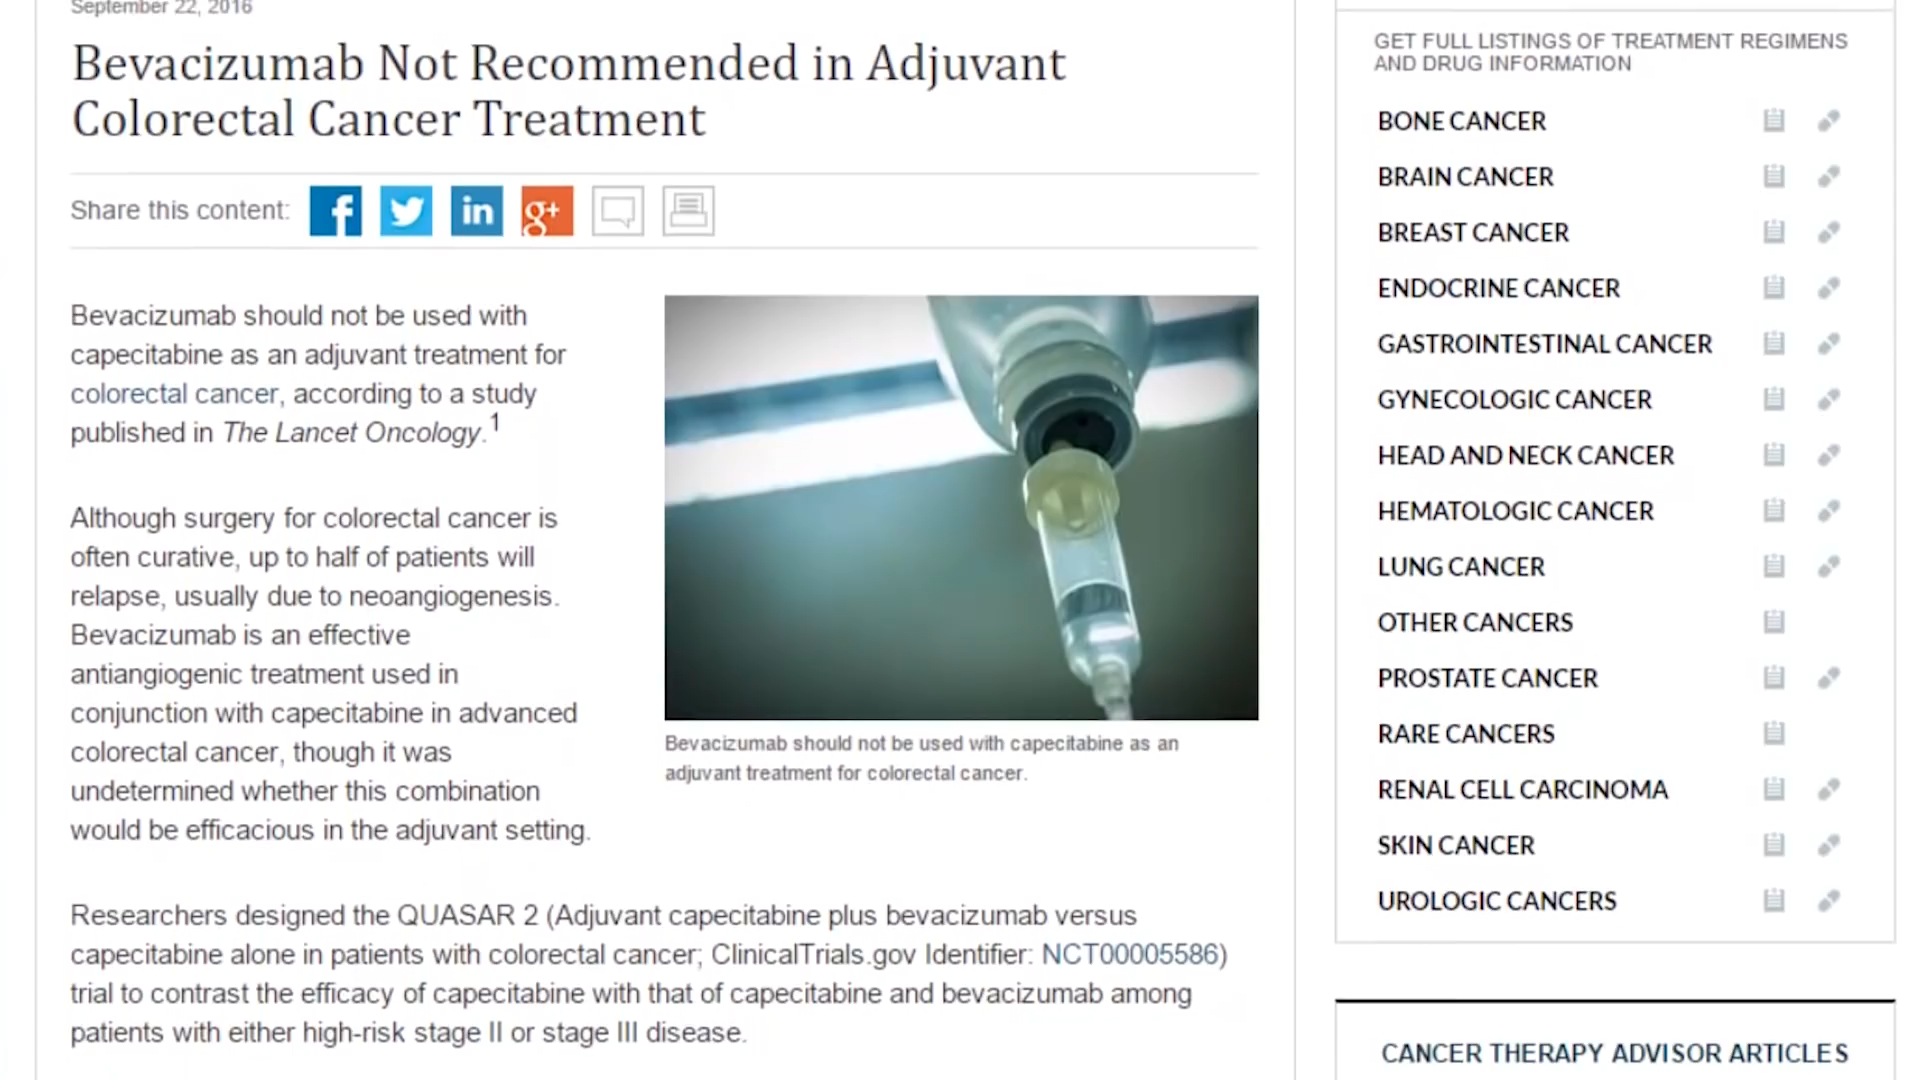 September 22, 2016
Bevacizumab Not Recommended in Adjuvant
Colorectal Cancer Treatment
Share this content:
f
in
g+
Bevacizumab should not be used with
capecitabine as an adjuvant treatment for
colorectal cancer, according to a study
published in The Lancet Oncology.1
Although surgery for colorectal cancer is
often curative, up to half of patients will
relapse, usually due to neoangiogenesis.
Bevacizumab is an effective
antiangiogenic treatment used in
conjunction with capecitabine in advanced
colorectal cancer, though it was
undetermined whether this combination
would be efficacious in the adjuvant setting.
Bevacizumab should not be used with capecitabine as an
adjuvant treatment for colorectal cancer.
Researchers designed the QUASAR 2 (Adjuvant capecitabine plus bevacizumab versus
capecitabine alone in patients with colorectal cancer; ClinicalTrials.gov Identifier: NCT00005586)
trial to contrast the efficacy of capecitabine with that of capecitabine and bevacizumab among
patients with either high-risk stage II or stage III disease.
GET FULL LISTINGS OF TREATMENT REGIMENS
AND DRUG INFORMATION
BONE CANCER
BRAIN CANCER
BREAST CANCER
ENDOCRINE CANCER
GASTROINTESTINAL CANCER
GYNECOLOGIC CANCER
HEAD AND NECK CANCER
HEMATOLOGIC CANCER
LUNG CANCER
OTHER CANCERS
PROSTATE CANCER
RARE CANCERS
RENAL CELL CARCINOMA
SKIN CANCER
UROLOGIC CANCERS
CANCER THERAPY ADVISOR ARTICLES